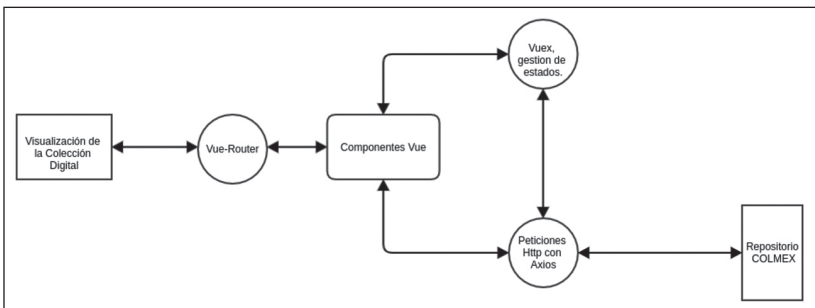 Visualización de
la Colección
Digital
Vue-Router
Componentes Vue
Vuex,
gestion de
estados.
Peticiones
Http con
Axios
Repositorio
COLMEX